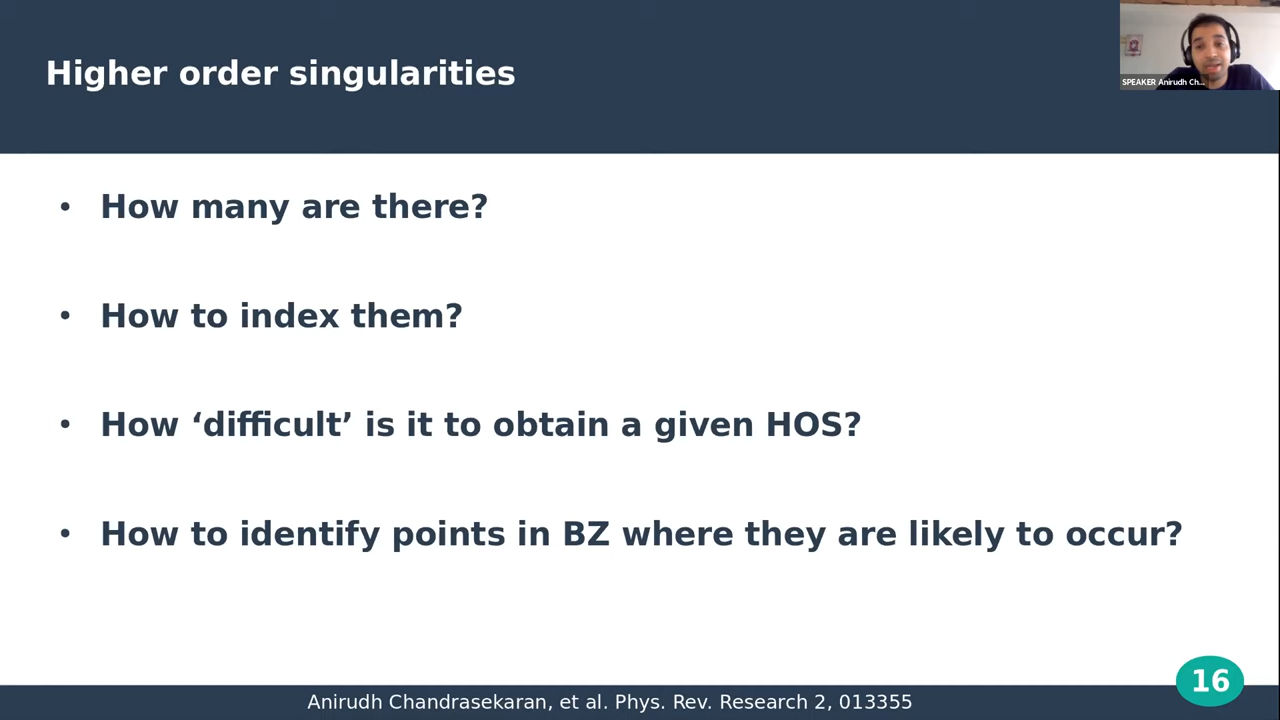 Higher order singularities
SPEAKER Anirudh Ch...
• How many are there?
• How to index them?
• How ‘difficult’ is it to obtain a given HOS?
• How to identify points in BZ where they are likely to occur?
16
Anirudh Chandrasekaran, et al. Phys. Rev. Research 2, 013355